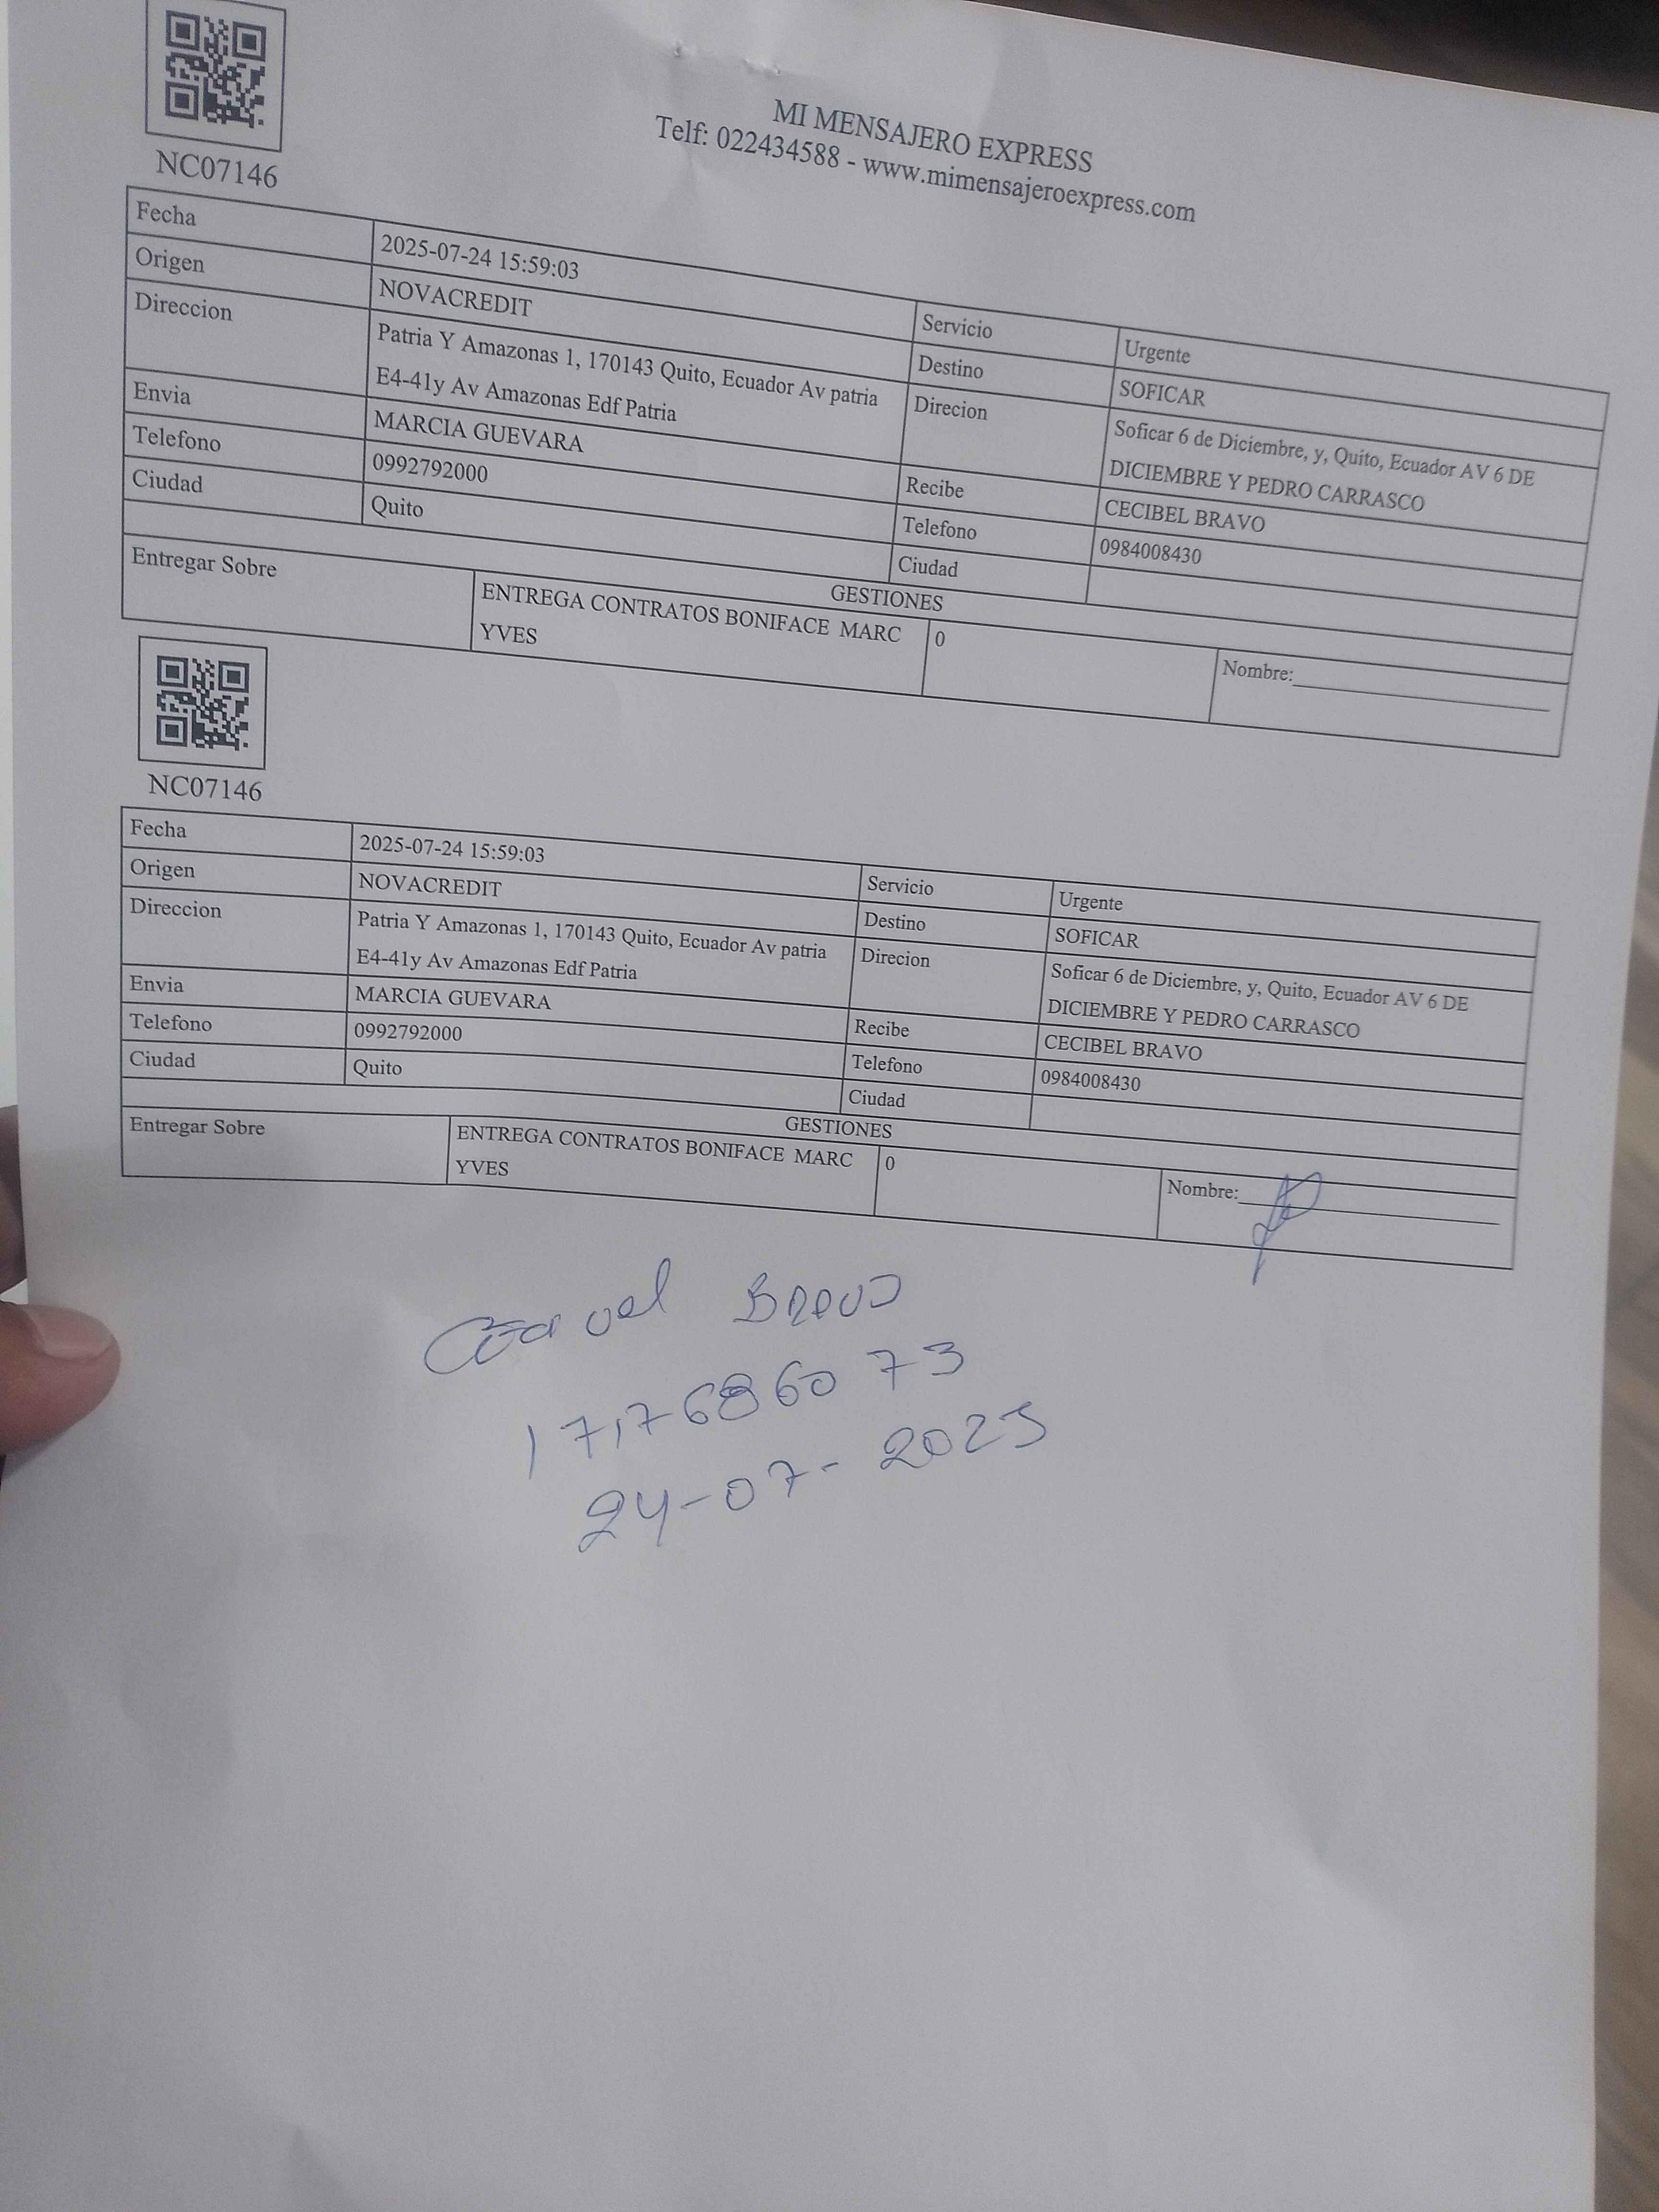 NC07146
MI MENSAJERO EXPRESS
Telf: 022434588 - www.mimensajeroexpress.com
Fecha 2025-07-24 15:59:03 Servicio Urgente
Origen NOVACREDIT Destino SOFICAR
Direccion Patria Y Amazonas 1, 170143 Quito, Ecuador Av patria Direcion Soficar 6 de Diciembre, y, Quito, Ecuador AV 6 DE
E4-41y Av Amazonas Edf Patria DICIEMBRE Y PEDRO CARRASCO
Envia MARCIA GUEVARA Recibe CECIBEL BRAVO
Telefono 0992792000 Telefono 0984008430
Ciudad Quito Ciudad
GESTIONES
Entregar Sobre ENTREGA CONTRATOS BONIFACE MARC 0 Nombre:
YVES
NC07146
Fecha 2025-07-24 15:59:03 Servicio Urgente
Origen NOVACREDIT Destino SOFICAR
Direccion Patria Y Amazonas 1, 170143 Quito, Ecuador Av patria Direcion Soficar 6 de Diciembre, y, Quito, Ecuador AV 6 DE
E4-41y Av Amazonas Edf Patria DICIEMBRE Y PEDRO CARRASCO
Envia MARCIA GUEVARA Recibe CECIBEL BRAVO
Telefono 0992792000 Telefono 0984008430
Ciudad Quito Ciudad
GESTIONES
Entregar Sobre ENTREGA CONTRATOS BONIFACE MARC 0 Nombre:
YVES
Bravo
24-07-2025